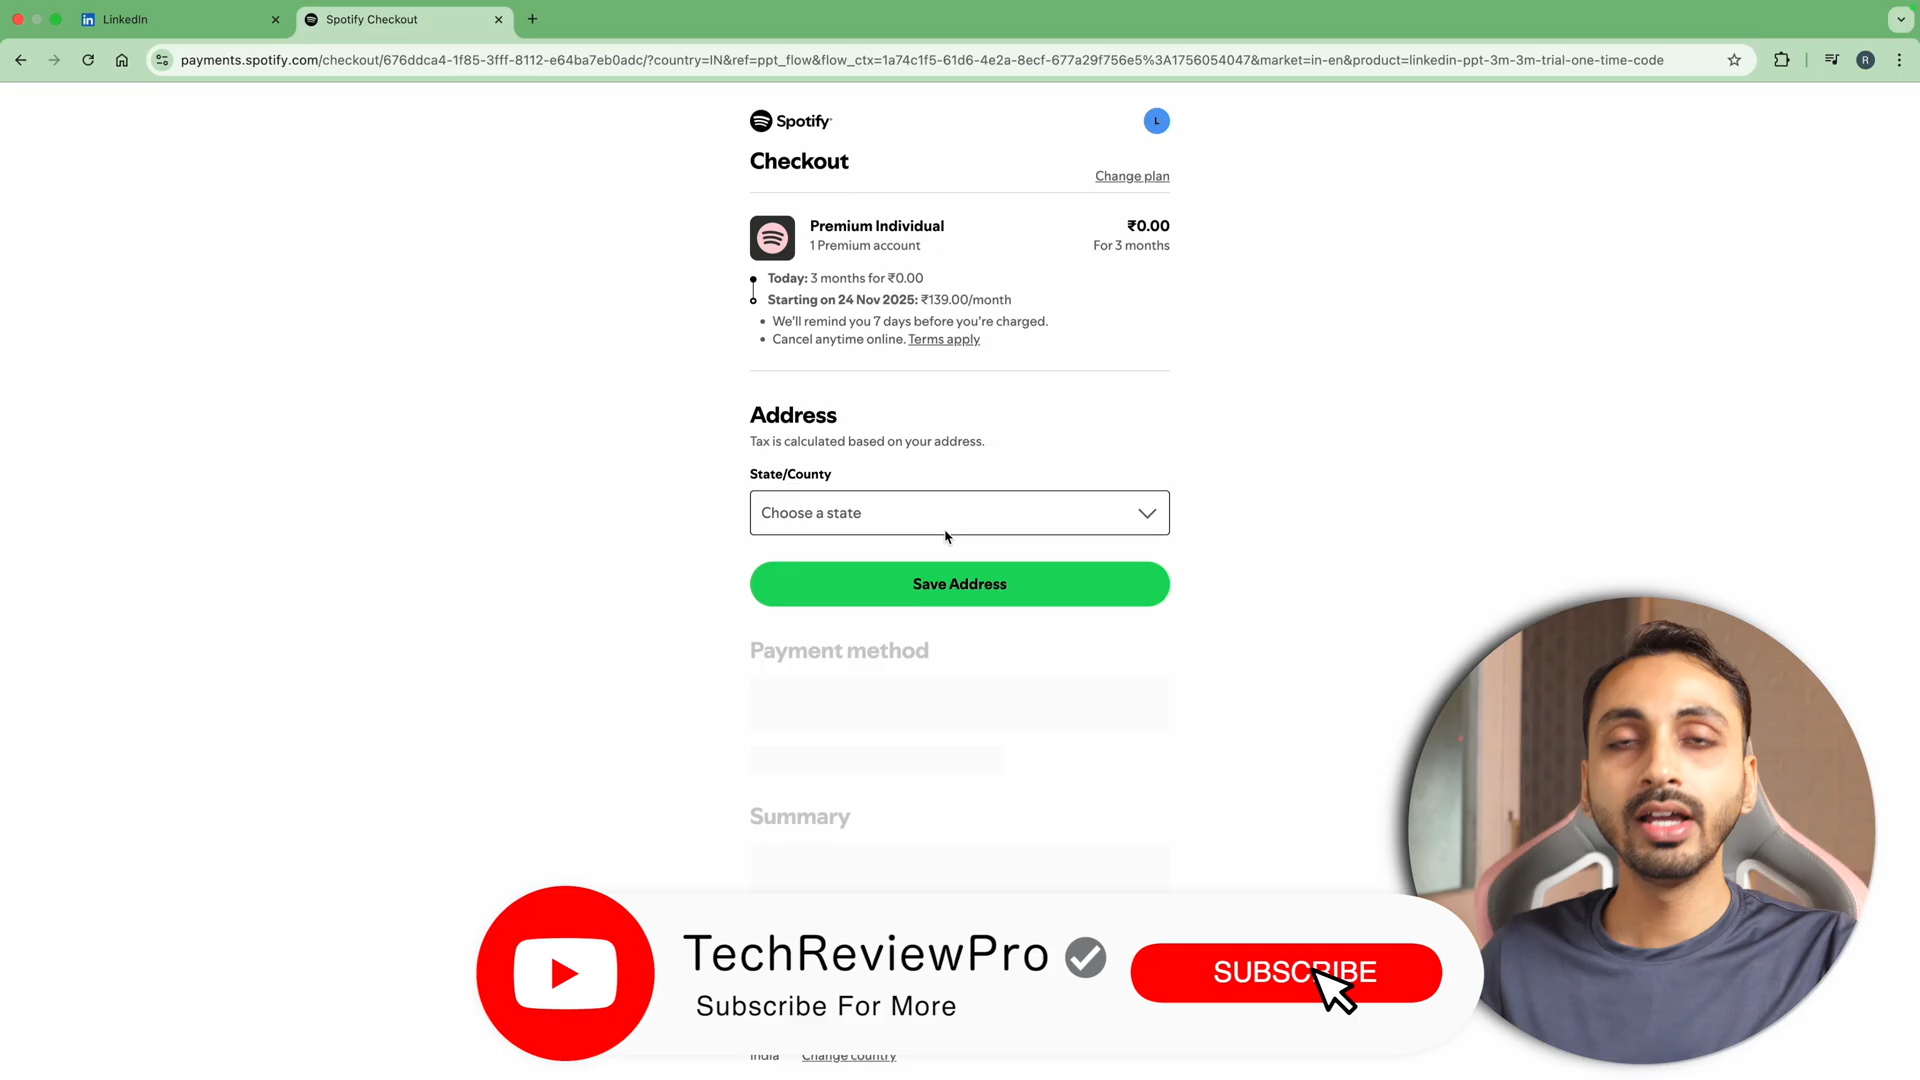 LinkedIn
Spotify Checkout
payments.spotify.com/checkout/676ddca4-1f85-3fff-8112-e64ba7eb0adc/?country=IN&ref=ppt_flow&flow_ctx=1a74c1f5-61d6-4e2a-8ecf-677a29f756e5%3A1756054047&market=in-en&product=linkedin-ppt-3m-3m-trial-one-time-code
R
Spotify
L
Checkout
Change plan
Premium Individual
₹0.00
1 Premium account
For 3 months
Today: 3 months for ₹0.00
Starting on 24 Nov 2025: ₹139.00/month
• We'll remind you 7 days before you're charged.
• Cancel anytime online. Terms apply
Address
Tax is calculated based on your address.
State/County
Choose a state
Save Address
Payment method
Summary
TechReviewPro
SUBSCRIBE
Subscribe For More
India
Change country